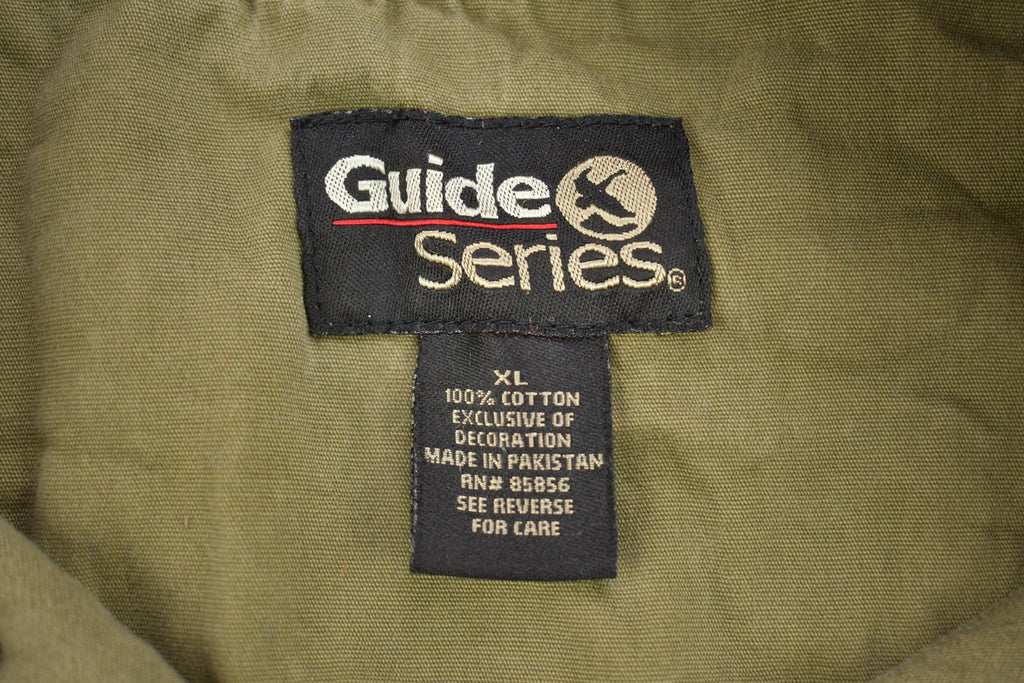 Guide
Series®
XL
100% COTTON
EXCLUSIVE OF
DECORATION
MADE IN PAKISTAN
RN# 85856
SEE REVERSE
FOR CARE